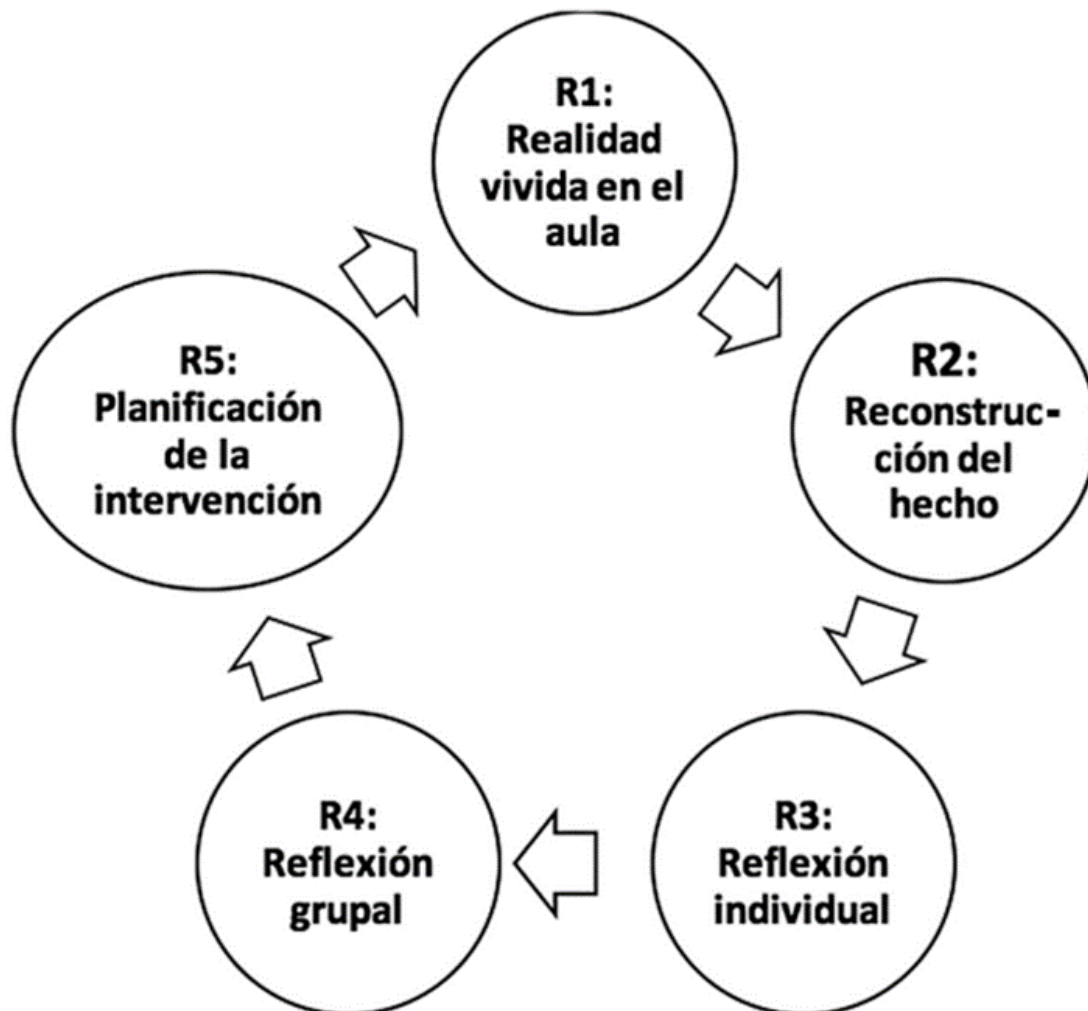 R1:
Realidad
vivida en el
aula
R2:
Reconstruc-
ción del
hecho
R3:
Reflexión
individual
R4:
Reflexión
grupal
R5:
Planificación
de la
intervención